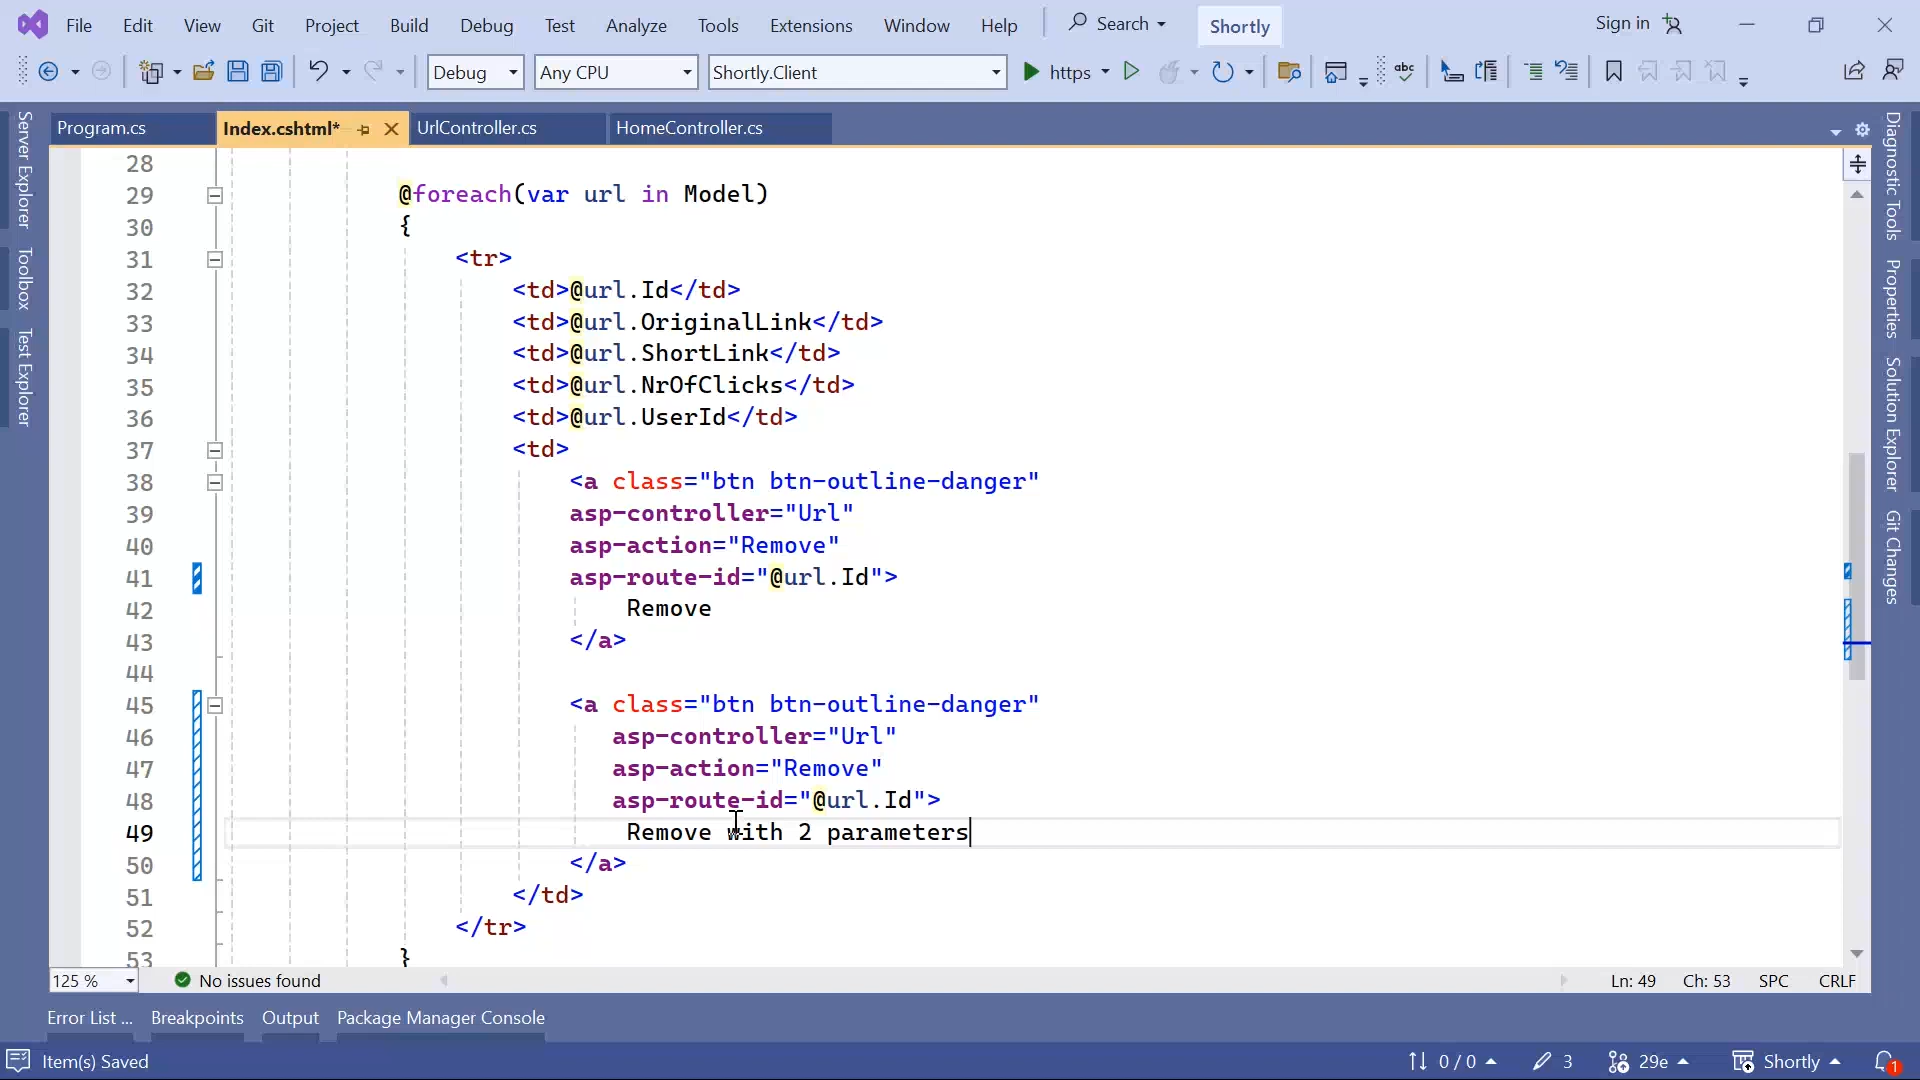 File Edit View Git Project Build Debug Test Analyze Tools Extensions Window Help Search Shortly Sign in
Debug Any CPU Shortly.Client https abc
Program.cs Index.cshtml* UrlController.cs HomeController.cs
Server Explorer
Toolbox
Test Explorer
28
29 @foreach(var url in Model)
30 {
31 <tr>
32 <td>@url.Id</td>
33 <td>@url.OriginalLink</td>
34 <td>@url.ShortLink</td>
35 <td>@url.NrOfClicks</td>
36 <td>@url.UserId</td>
37 <td>
38 <a class="btn btn-outline-danger"
39 asp-controller="Url"
40 asp-action="Remove"
41 asp-route-id="@url.Id">
42 Remove
43 </a>
44
45 <a class="btn btn-outline-danger"
46 asp-controller="Url"
47 asp-action="Remove"
48 asp-route-id="@url.Id">
49 Remove with 2 parameters
50 </a>
51 </td>
52 </tr>
53 }
Diagnostic Tools
Properties
Solution Explorer
Git Changes
125 % No issues found Ln: 49 Ch: 53 SPC CRLF
Error List ... Breakpoints Output Package Manager Console
Item(s) Saved 0 / 0 3 29e Shortly 1